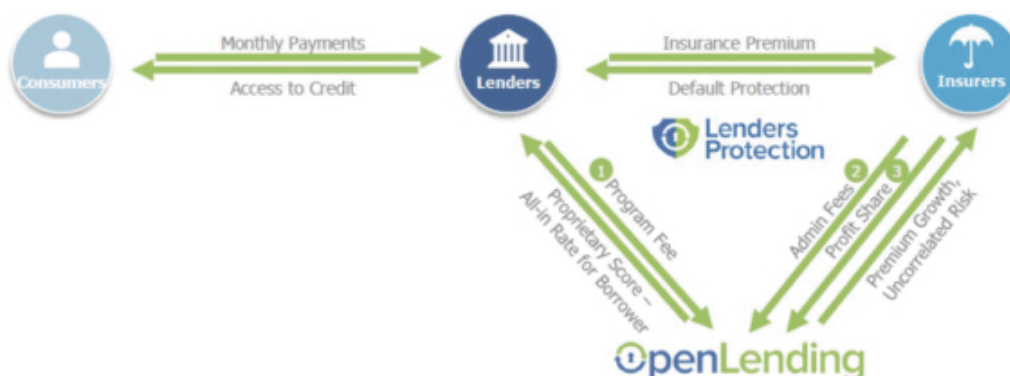 Monthly Payments
Access to Credit
Insurance Premium
Default Protection
Consumers
Lenders
Insurers
Lenders
Protection
1
Program Fee
Proprietary Score –
All-in Rate for Borrower
2
Admin Fees
3
Profit Share
Premium Growth,
Uncorrelated Risk
OpenLending